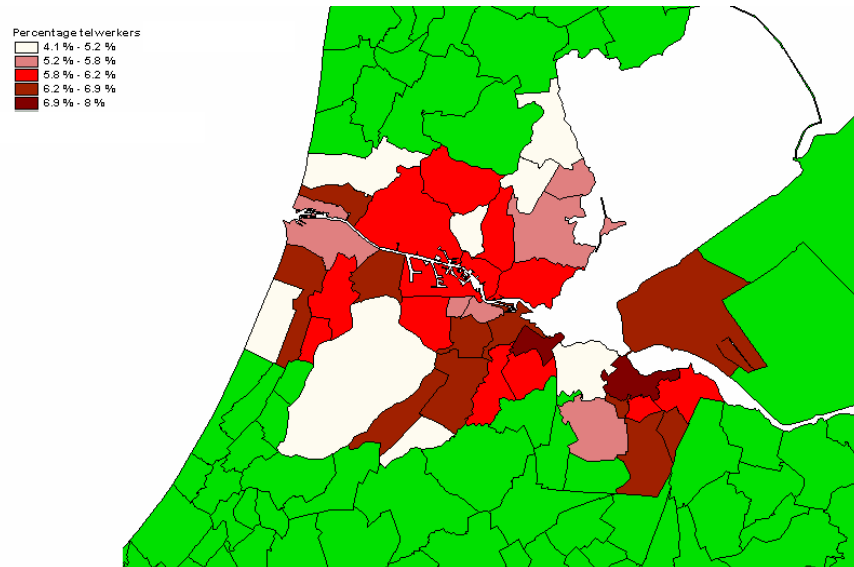 Percentage telwerkers
4.1 % - 5.2 %
5.2 % - 5.8 %
5.8 % - 6.2 %
6.2 % - 6.9 %
6.9 % - 8 %